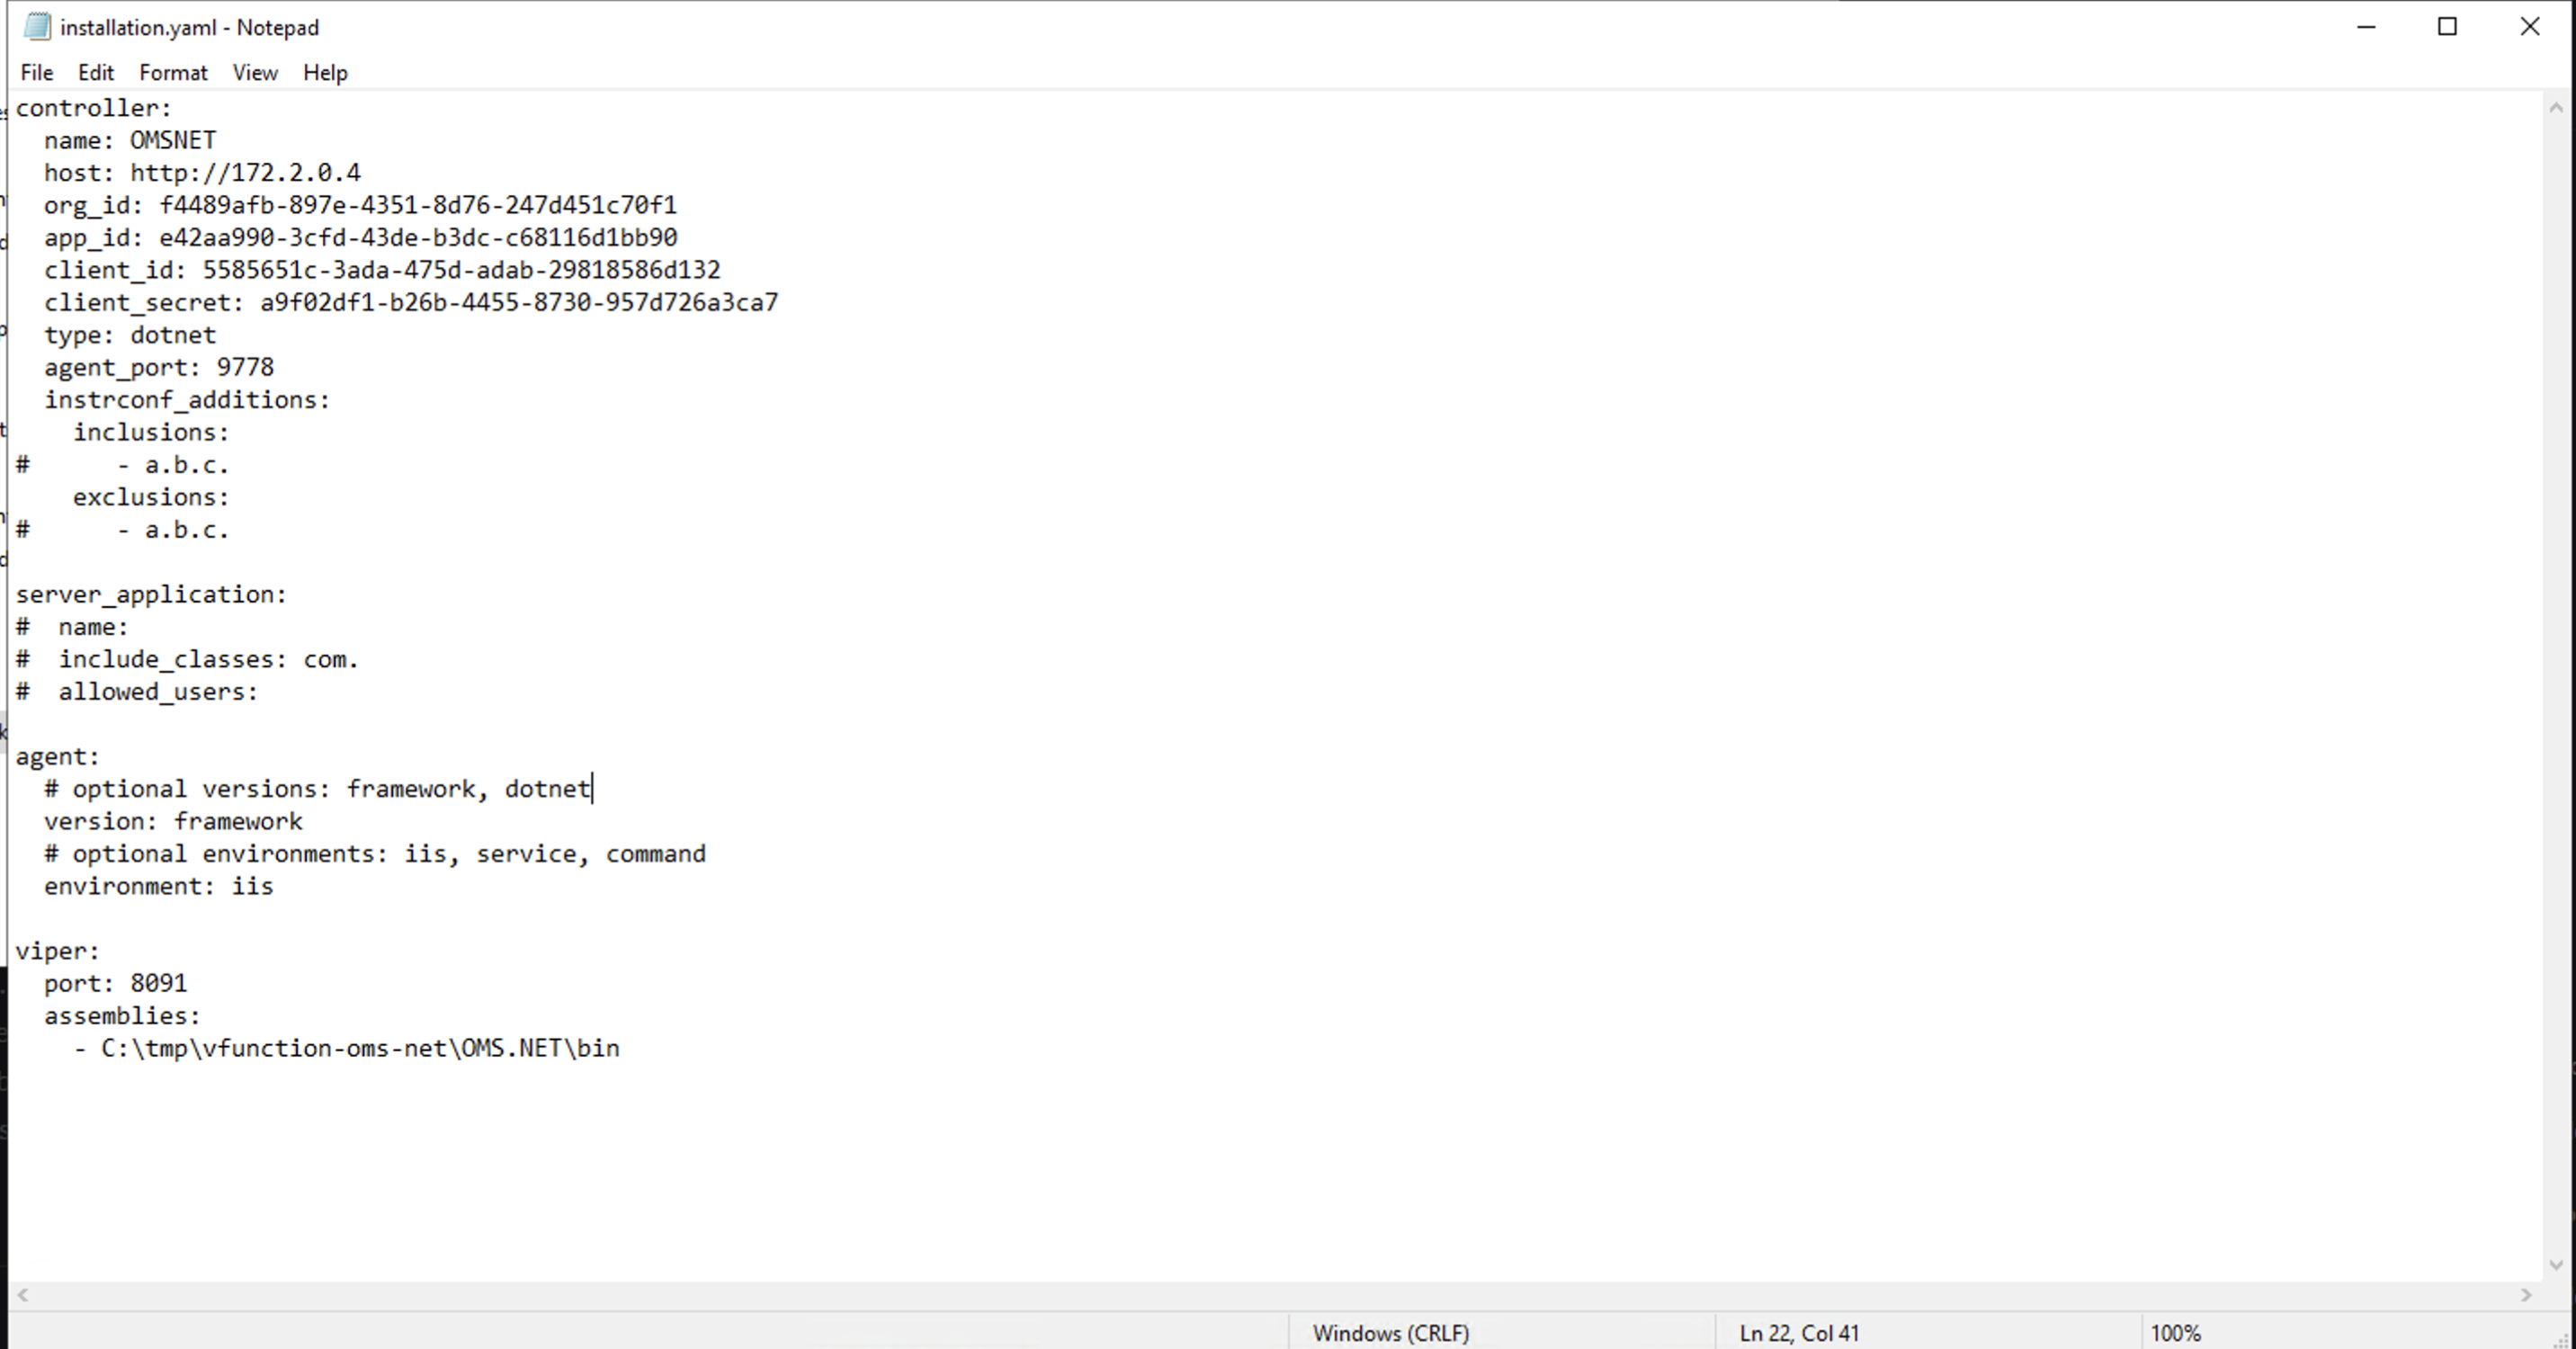 installation.yaml - Notepad
File Edit Format View Help
controller:
  name: OMSNET
  host: http://172.2.0.4
  org_id: f4489afb-897e-4351-8d76-247d451c70f1
  app_id: e42aa990-3cfd-43de-b3dc-c68116d1bb90
  client_id: 5585651c-3ada-475d-adab-29818586d132
  client_secret: a9f02df1-b26b-4455-8730-957d726a3ca7
  type: dotnet
  agent_port: 9778
  instrconf_additions:
    inclusions:
#      - a.b.c.
    exclusions:
#      - a.b.c.
server_application:
#  name:
#  include_classes: com.
#  allowed_users:
agent:
  # optional versions: framework, dotnet
  version: framework
  # optional environments: iis, service, command
  environment: iis
viper:
  port: 8091
  assemblies:
    - C:\tmp\vfunction-oms-net\OMS.NET\bin
Windows (CRLF) Ln 22, Col 41 100%